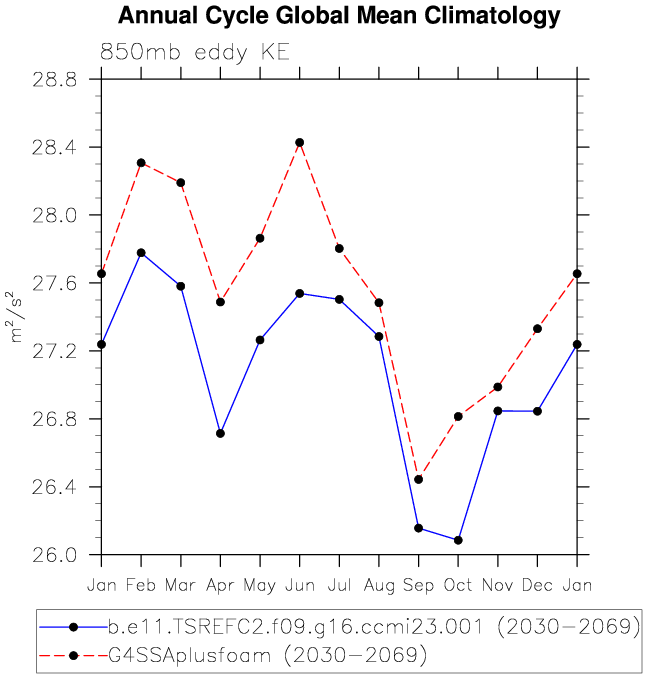 Annual Cycle Global Mean Climatology
850mb eddy KE
28.8
28.4
28.0
27.6
27.2
26.8
26.4
26.0
m²/s²
Jan Feb Mar Apr May Jun Jul Aug Sep Oct Nov Dec Jan
b.e11.TSREFC2.f09.g16.ccmi23.001 (2030−2069)
G4SSAplusfoam (2030−2069)